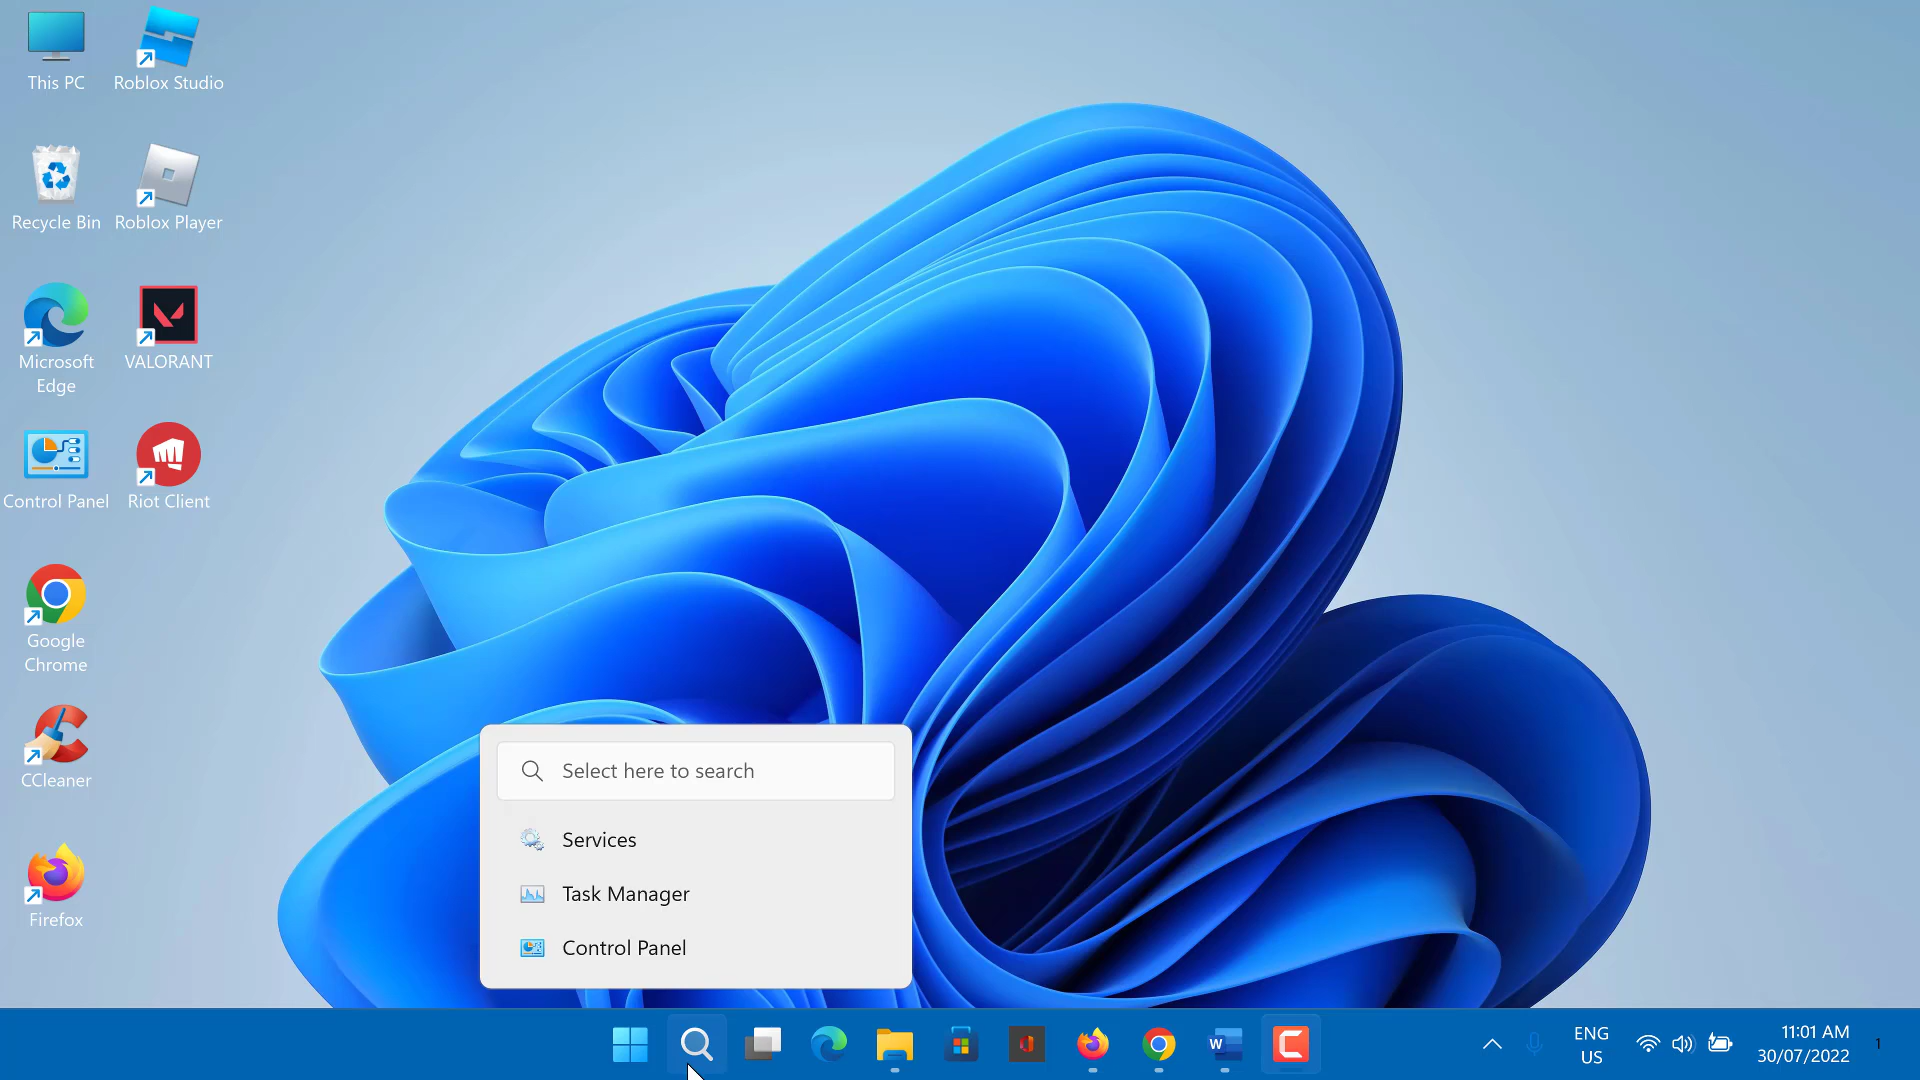 This PC
Roblox Studio
Recycle Bin
Roblox Player
Microsoft
Edge
VALORANT
Control Panel
Riot Client
Google
Chrome
CCleaner
Firefox
Select here to search
Services
Task Manager
Control Panel
W
ENG
US
11:01 AM
30/07/2022
1